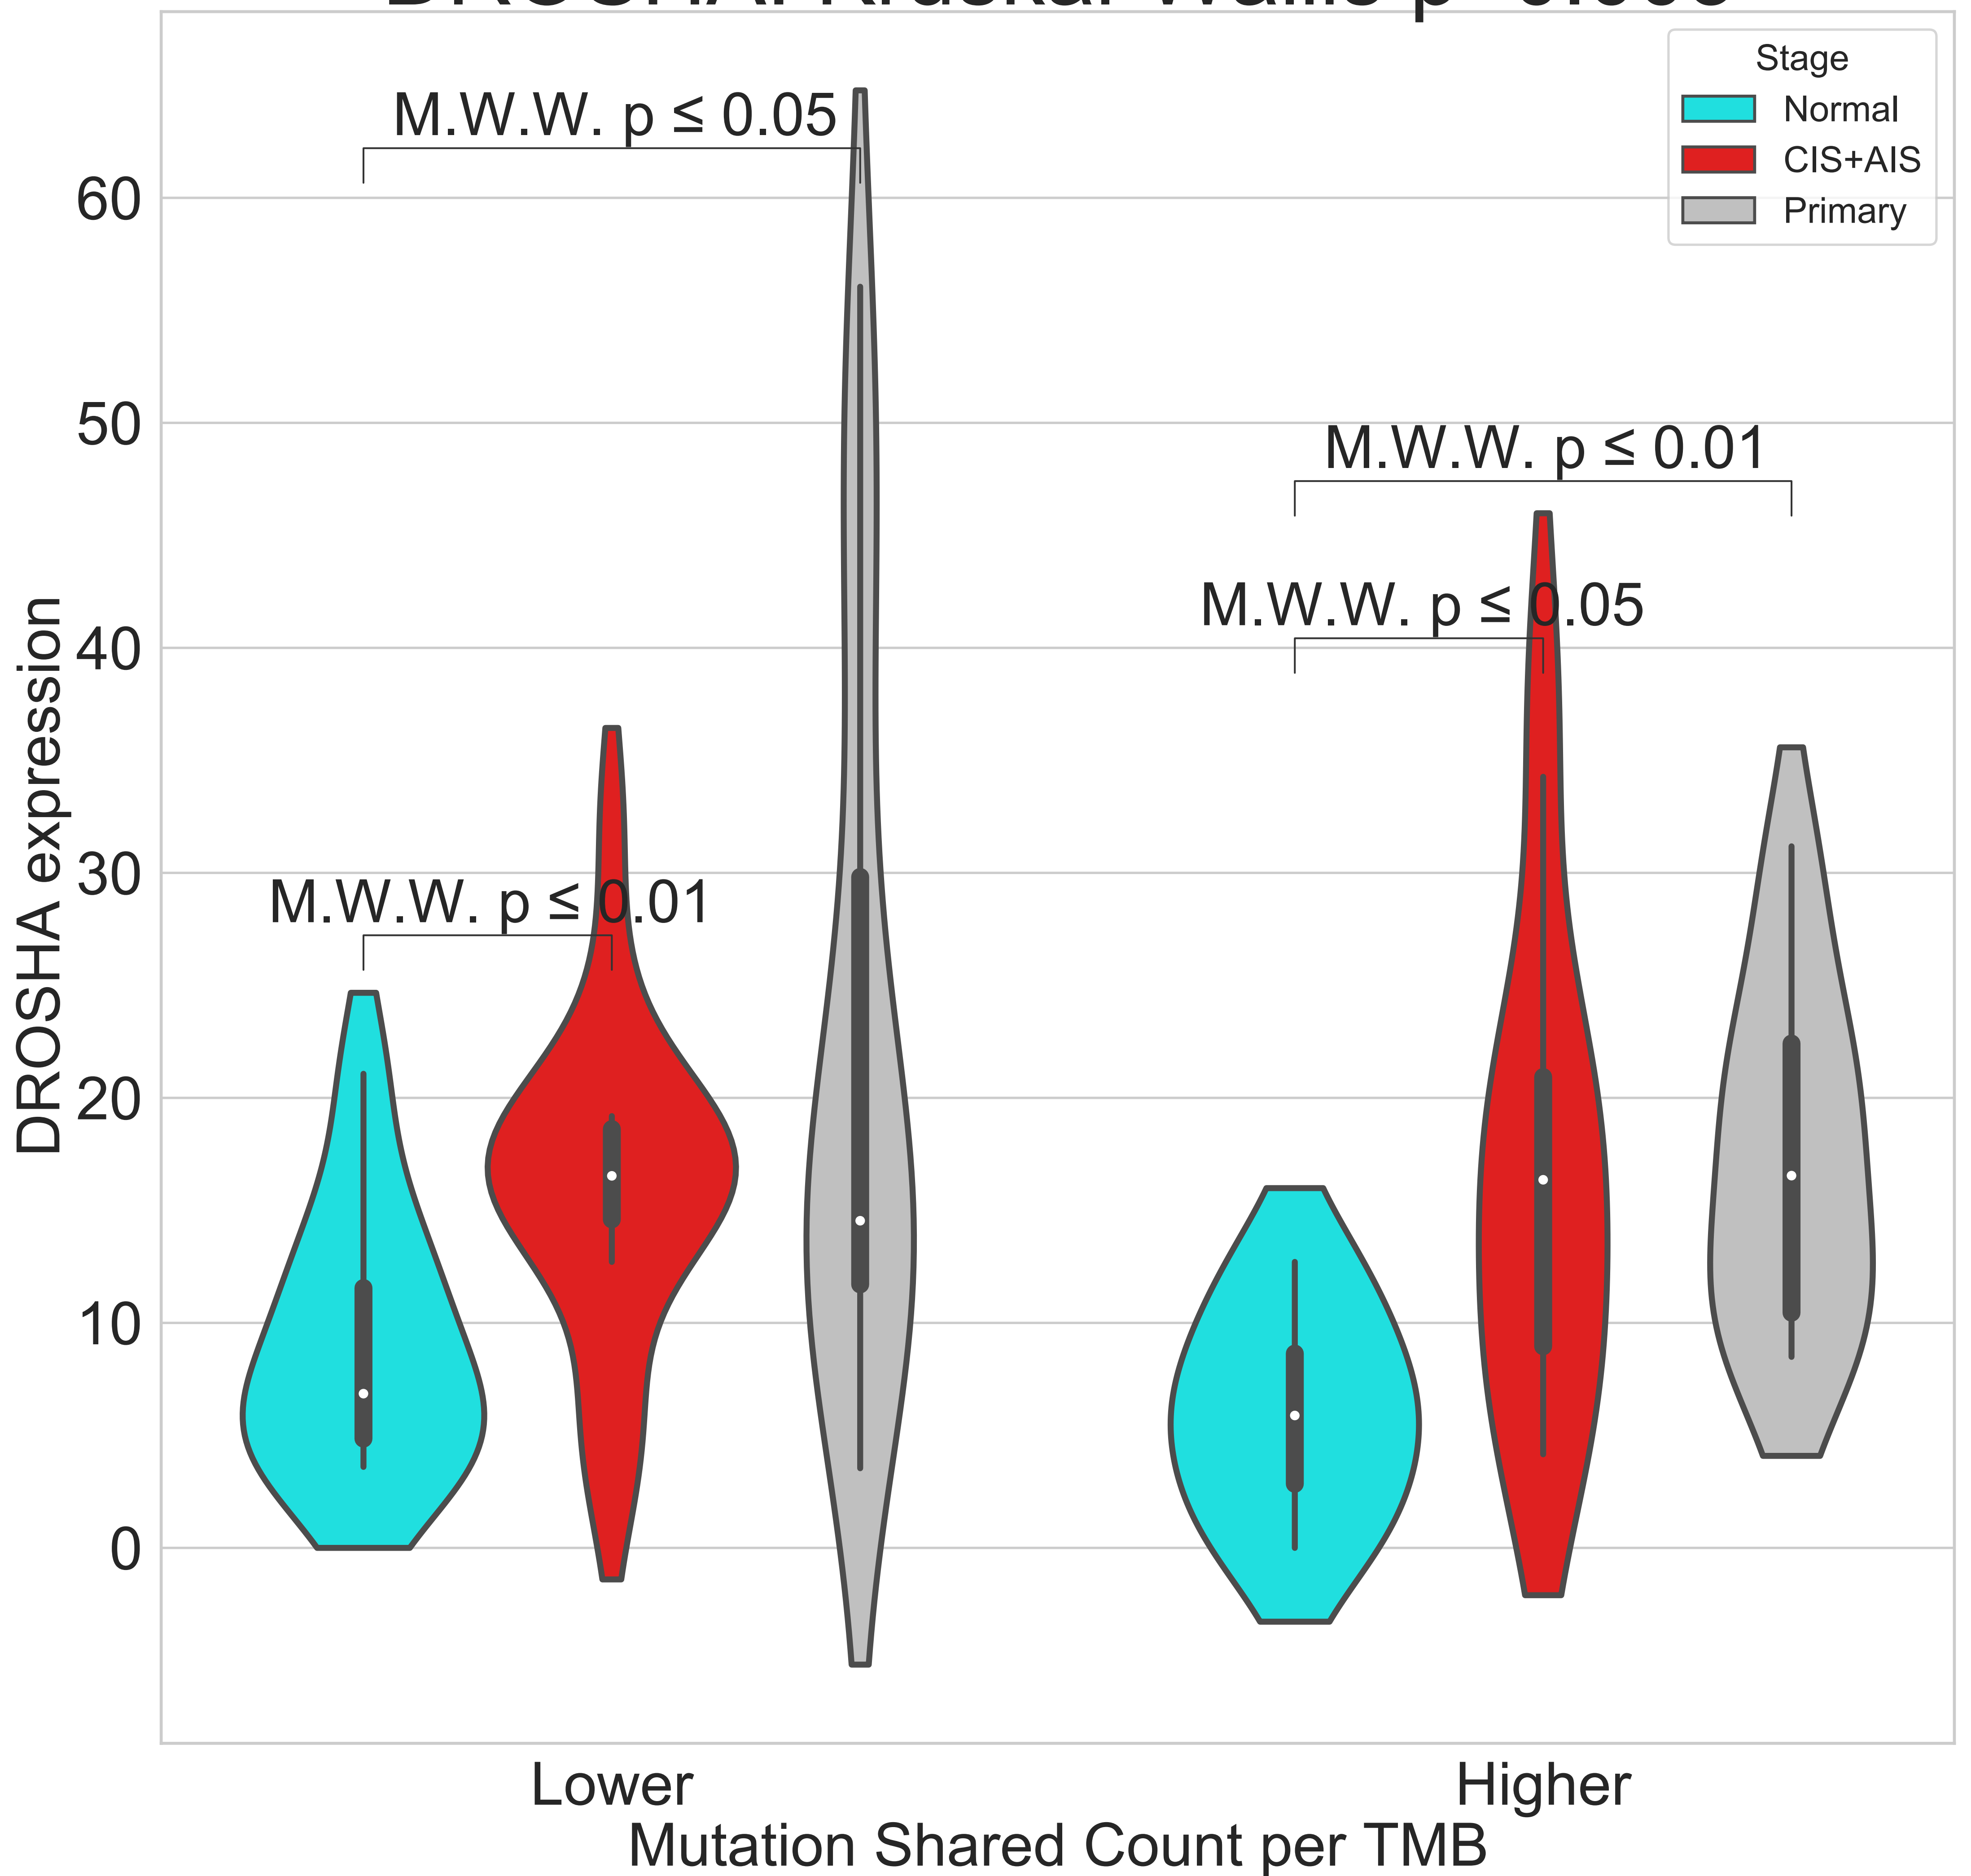 Stage
Normal
CIS+AIS
Primary
M.W.W. p ≤ 0.05
M.W.W. p ≤ 0.01
M.W.W. p ≤ 0.05
M.W.W. p ≤ 0.01
60
50
40
30
20
10
0
DROSHA expression
Lower
Higher
Mutation Shared Count per TMB